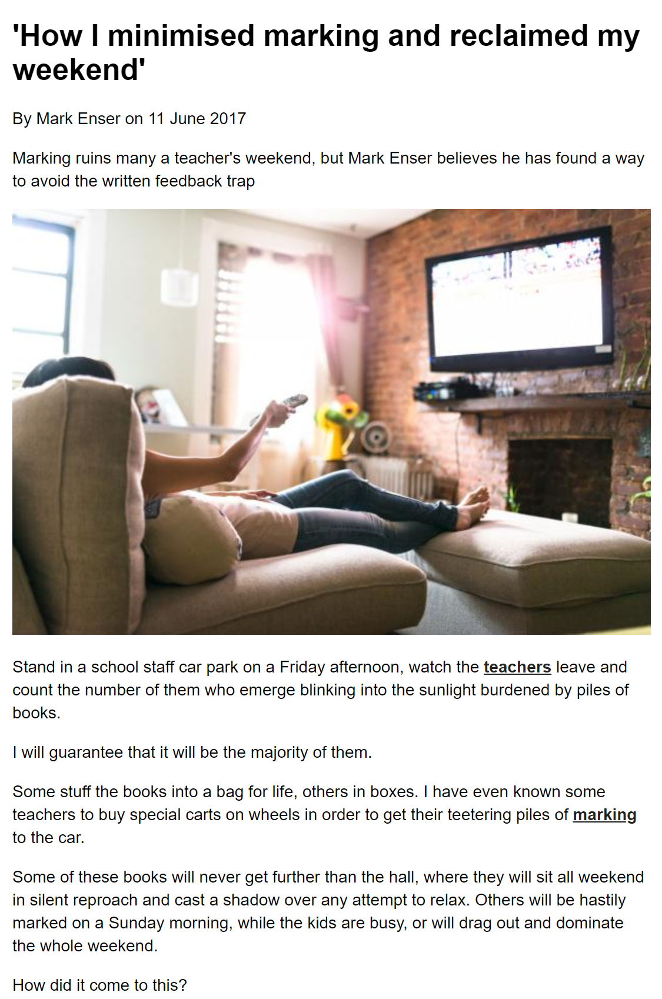 'How I minimised marking and reclaimed my
weekend'
By Mark Enser on 11 June 2017
Marking ruins many a teacher's weekend, but Mark Enser believes he has found a way
to avoid the written feedback trap
Stand in a school staff car park on a Friday afternoon, watch the teachers leave and
count the number of them who emerge blinking into the sunlight burdened by piles of
books.
I will guarantee that it will be the majority of them.
Some stuff the books into a bag for life, others in boxes. I have even known some
teachers to buy special carts on wheels in order to get their teetering piles of marking
to the car.
Some of these books will never get further than the hall, where they will sit all weekend
in silent reproach and cast a shadow over any attempt to relax. Others will be hastily
marked on a Sunday morning, while the kids are busy, or will drag out and dominate
the whole weekend.
How did it come to this?